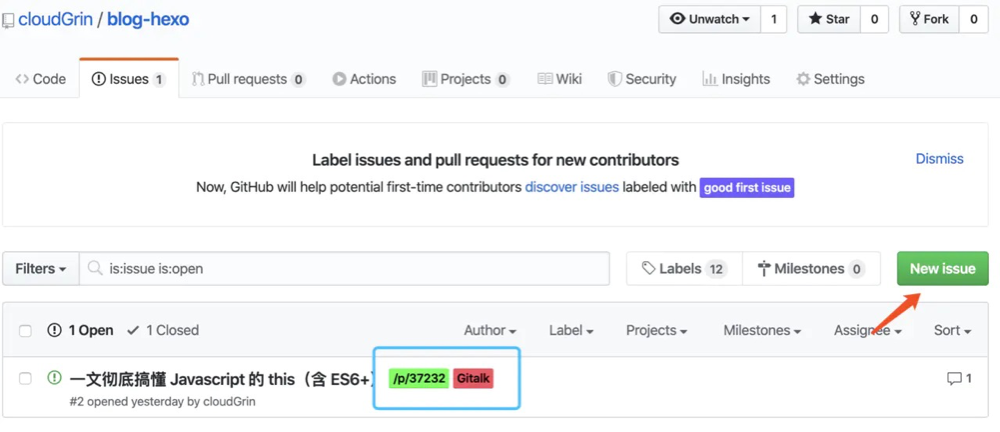 cloudGrin / blog-hexo
Unwatch 1 Star 0 Fork 0
Code Issues 1 Pull requests 0 Actions Projects 0 Wiki Security Insights Settings
Label issues and pull requests for new contributors
Dismiss
Now, GitHub will help potential first-time contributors discover issues labeled with good first issue
Filters is:issue is:open Labels 12 Milestones 0 New issue
1 Open 1 Closed Author Label Projects Milestones Assignee Sort
一文彻底搞懂 Javascript 的 this（含 ES6+） /p/37232 Gitalk 1
#2 opened yesterday by cloudGrin